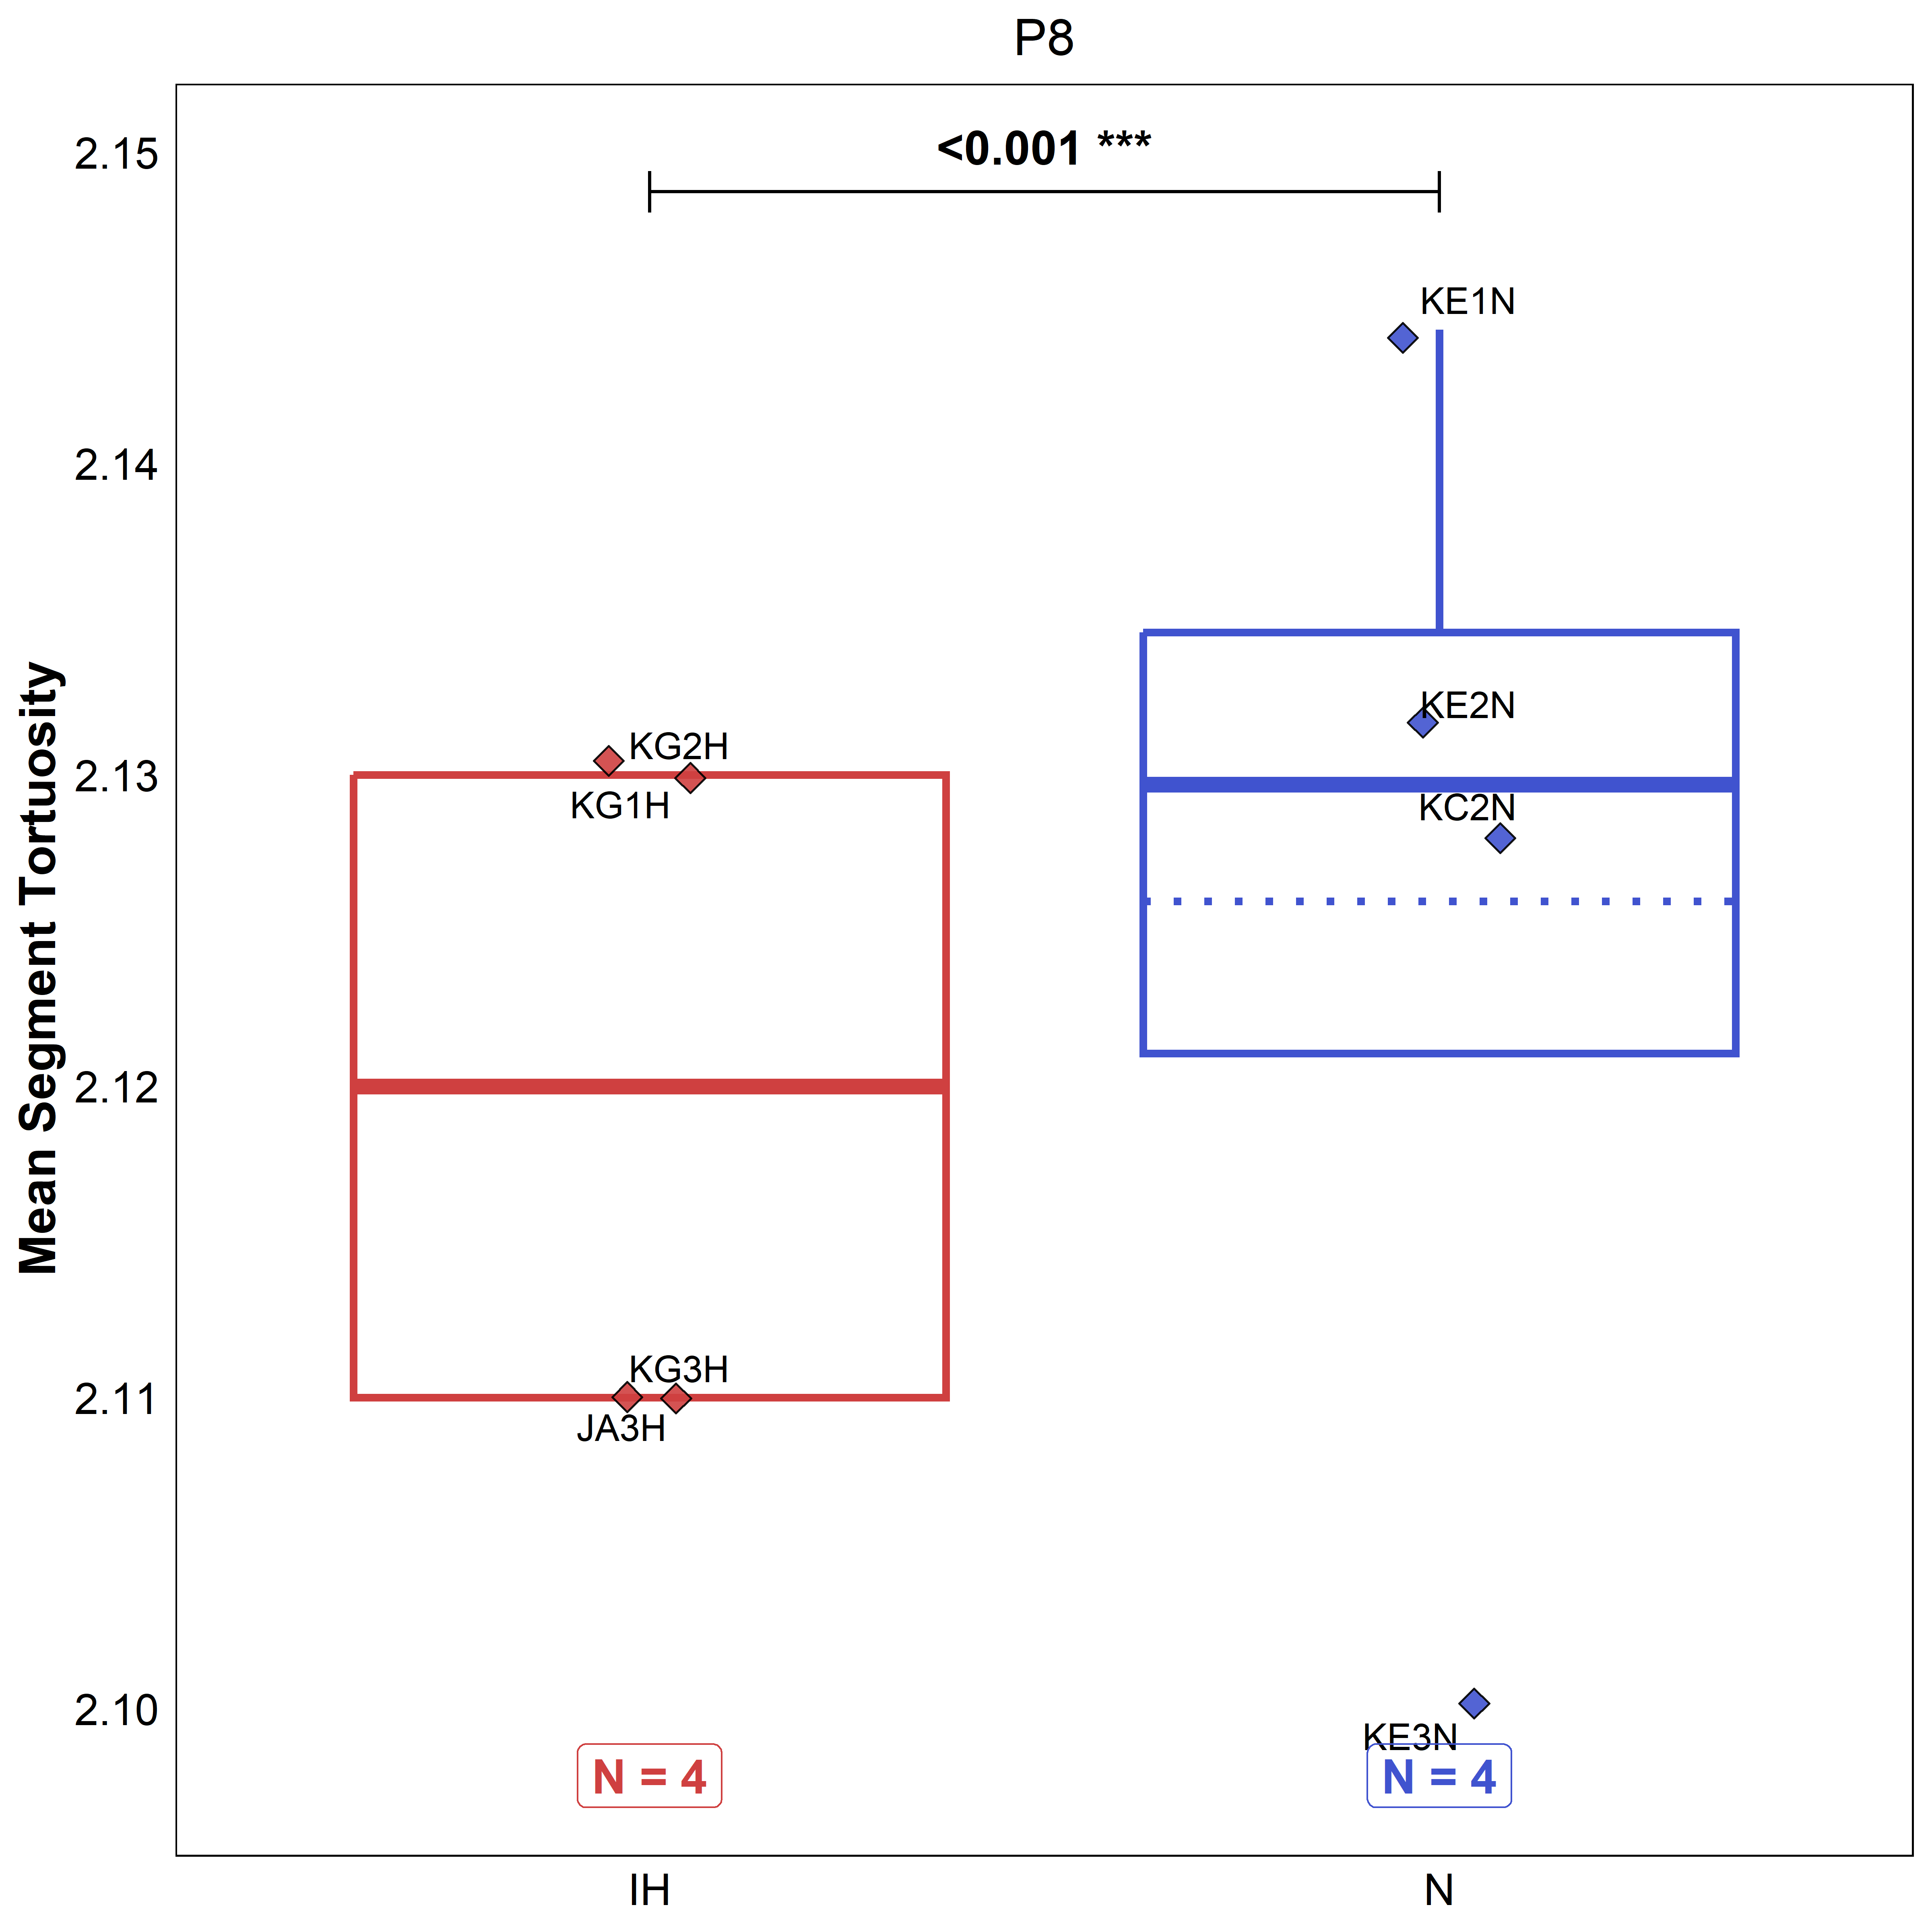 P8
Mean Segment Tortuosity
2.15
2.14
2.13
2.12
2.11
2.10
<0.001 ***
KE1N
KE2N
KG2H
KG1H
KC2N
KG3H
JA3H
KE3N
N = 4
N = 4
IH
N